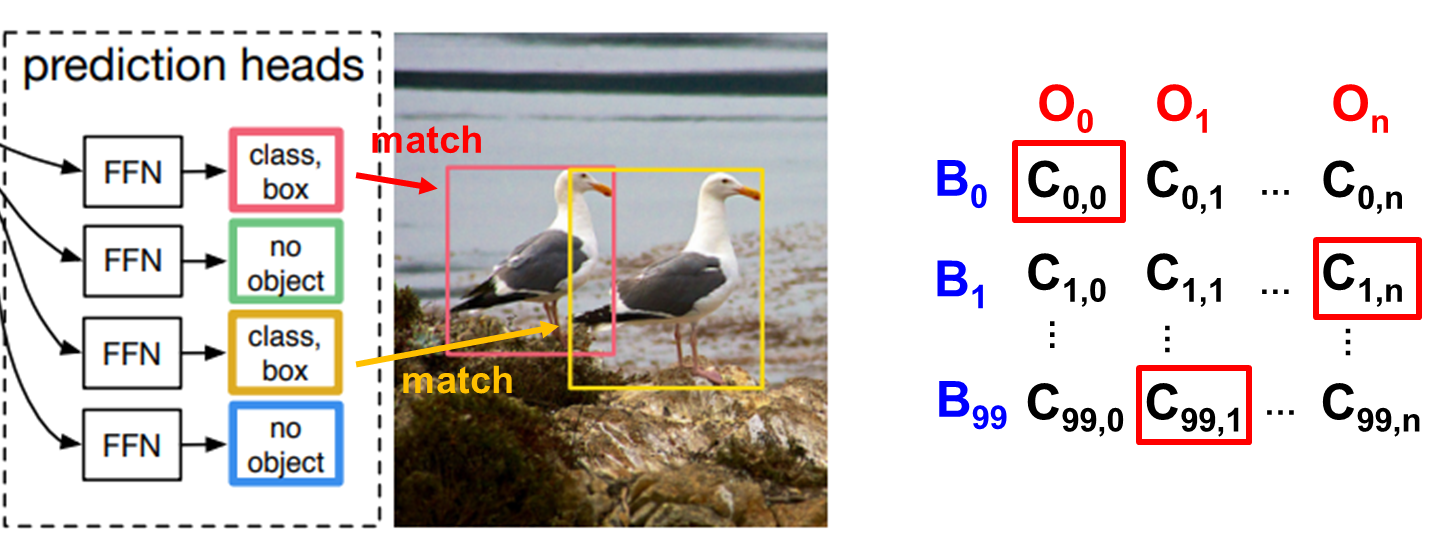 prediction heads
FFN
class,
box
FFN
no
object
FFN
class,
box
FFN
no
object
match
match
O0 O1 On
B0 C0,0 C0,1 ... C0,n
B1 C1,0 C1,1 ... C1,n
⋮ ⋮ ⋮
B99 C99,0 C99,1 ... C99,n